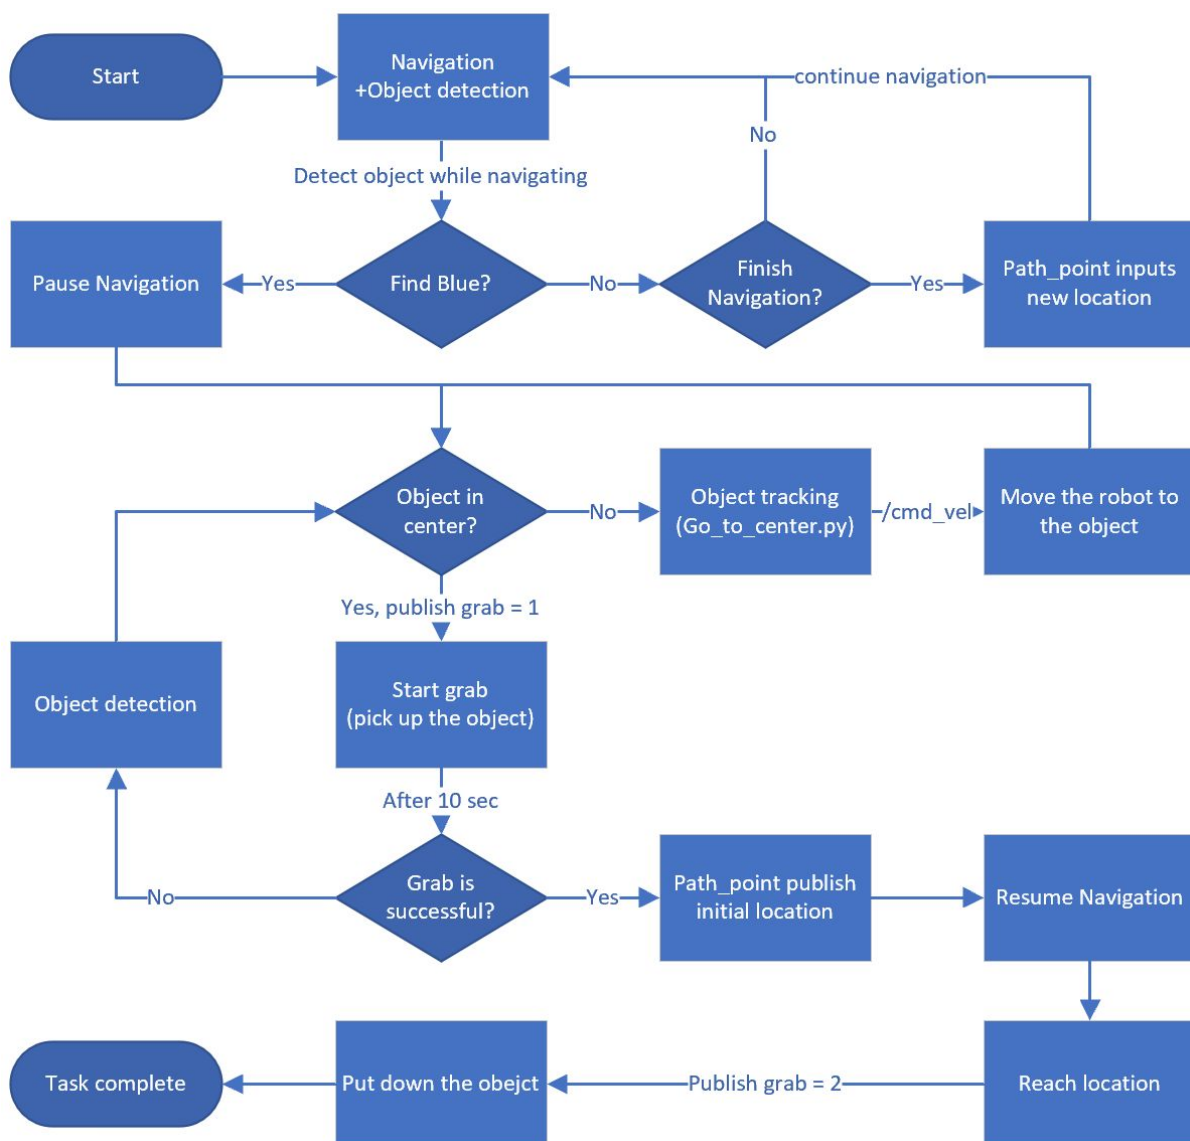 Start
Navigation
+Object detection
continue navigation
No
Detect object while navigating
Pause Navigation
Yes
Find Blue?
No
Finish
Navigation?
Yes
Path_point inputs
new location
Object in
center?
No
Object tracking
(Go_to_center.py)
/cmd_vel
Move the robot to
the object
Yes, publish grab = 1
Object detection
Start grab
(pick up the object)
After 10 sec
No
Grab is
successful?
Yes
Path_point publish
initial location
Resume Navigation
Task complete
Put down the obejct
Publish grab = 2
Reach location